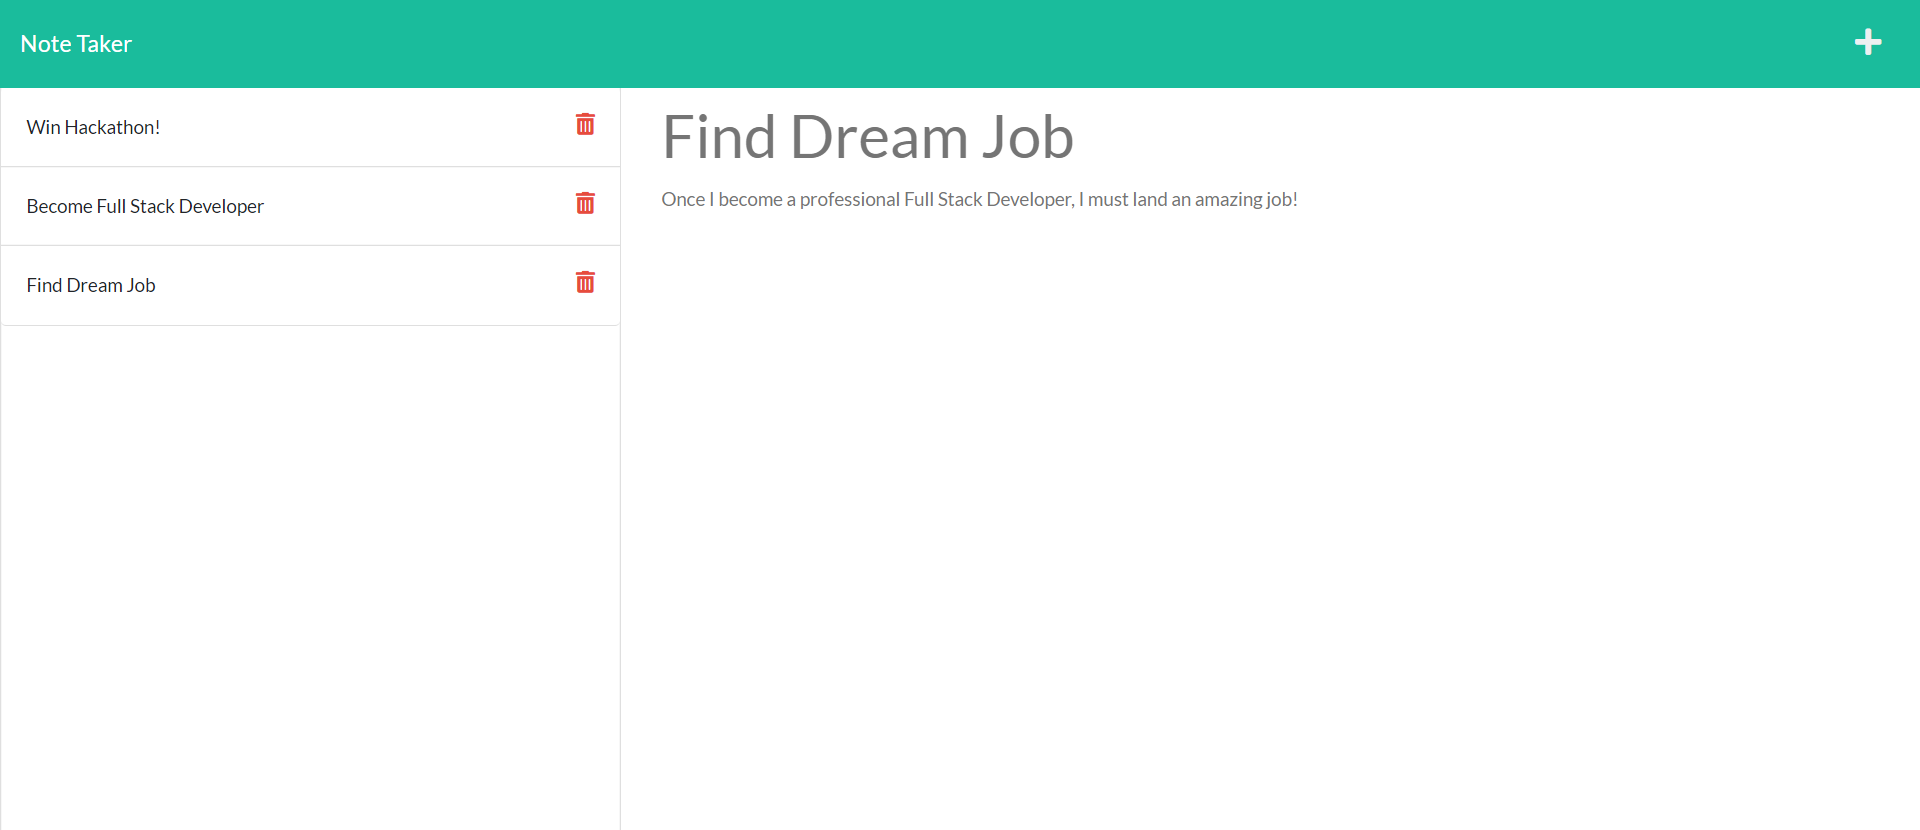 Note Taker
Win Hackathon!
Become Full Stack Developer
Find Dream Job
Find Dream Job
Once I become a professional Full Stack Developer, I must land an amazing job!